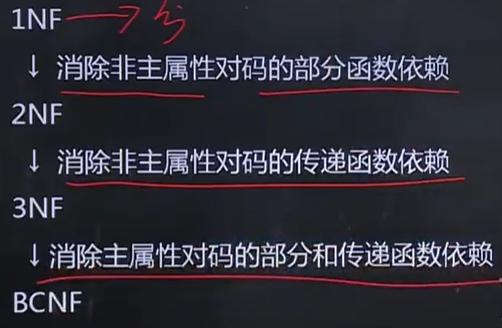 1NF
↓ 消除非主属性对码的部分函数依赖
2NF
↓ 消除非主属性对码的传递函数依赖
3NF
↓消除主属性对码的部分和传递函数依赖
BCNF